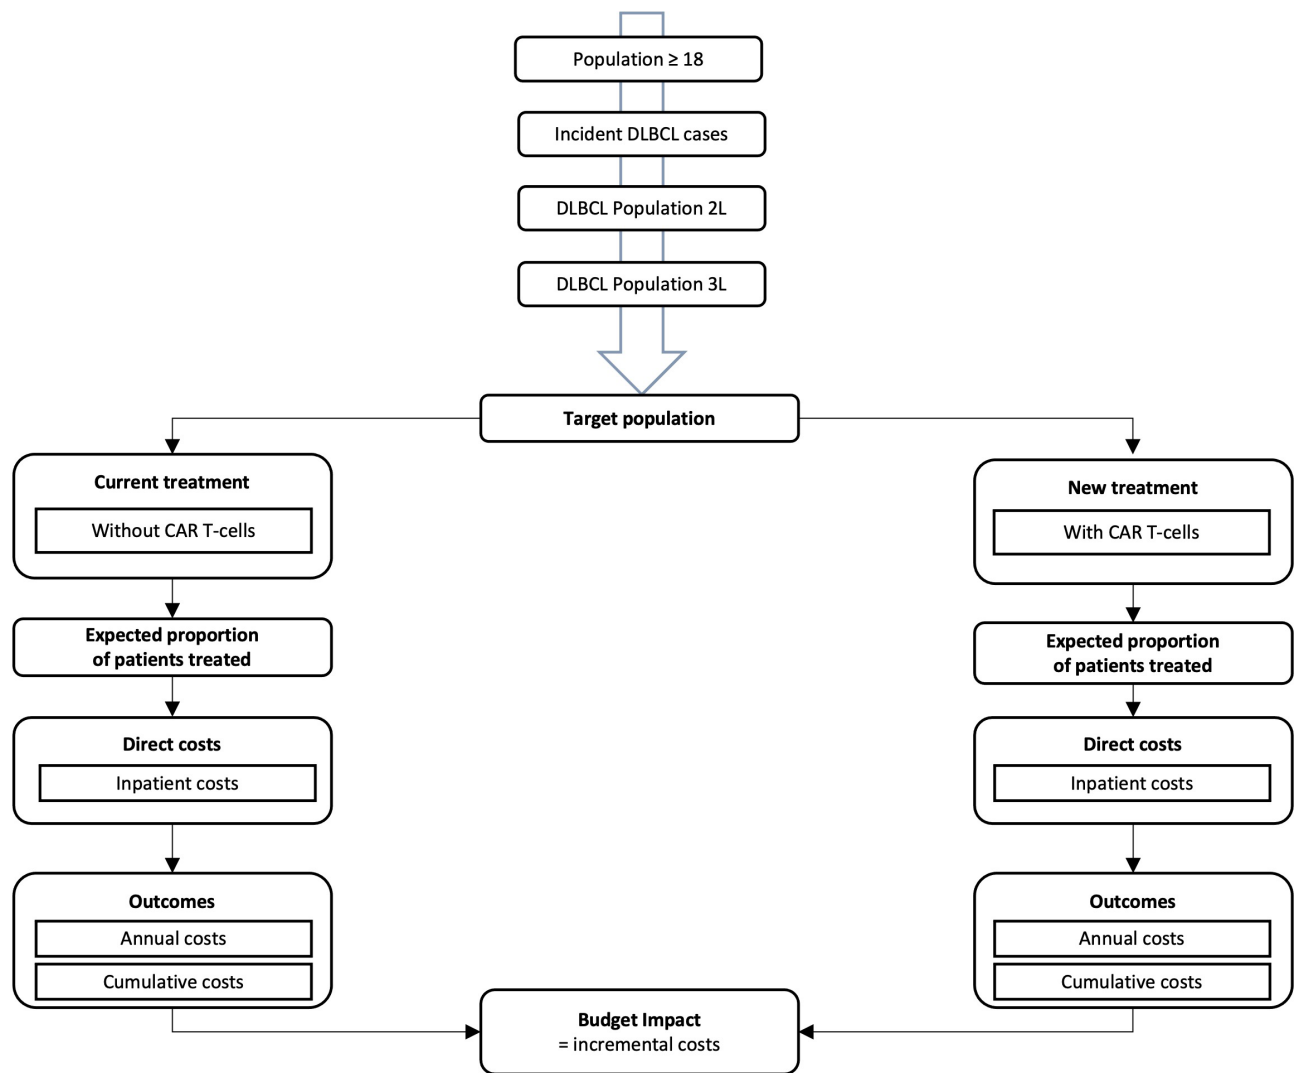 Population ≥ 18
Incident DLBCL cases
DLBCL Population 2L
DLBCL Population 3L
Target population
Current treatment
Without CAR T-cells
Expected proportion
of patients treated
Direct costs
Inpatient costs
Outcomes
Annual costs
Cumulative costs
New treatment
With CAR T-cells
Expected proportion
of patients treated
Direct costs
Inpatient costs
Outcomes
Annual costs
Cumulative costs
Budget Impact
= incremental costs